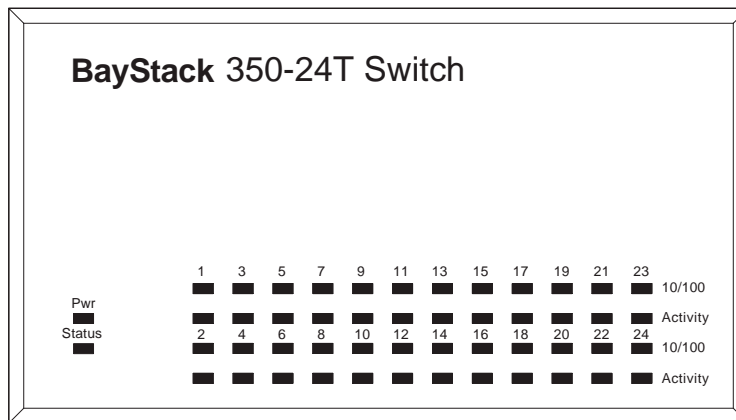 BayStack 350-24T Switch
1 3 5 7 9 11 13 15 17 19 21 23
10/100
Pwr
Activity
Status
2 4 6 8 10 12 14 16 18 20 22 24
10/100
Activity